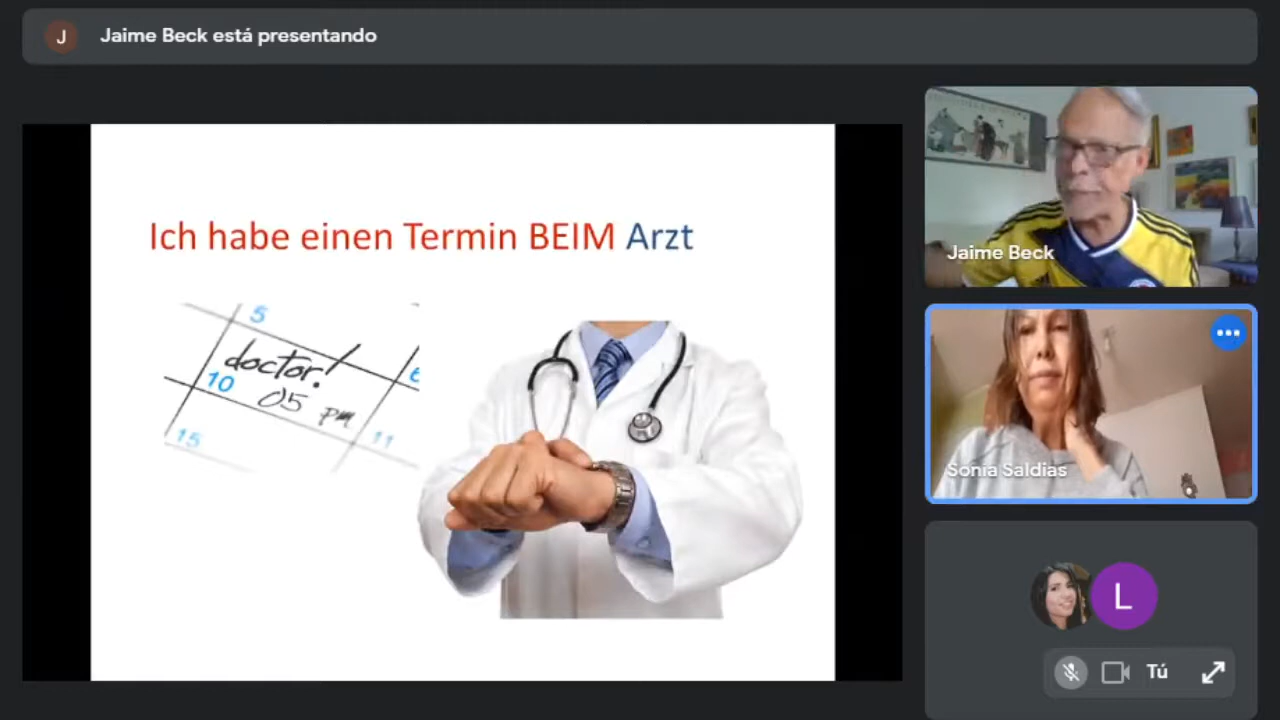 J
Jaime Beck está presentando
Ich habe einen Termin BEIM Arzt
5
doctor!
6
10
05 pm
15
11
Jaime Beck
Sonia Saldias
L
Tú